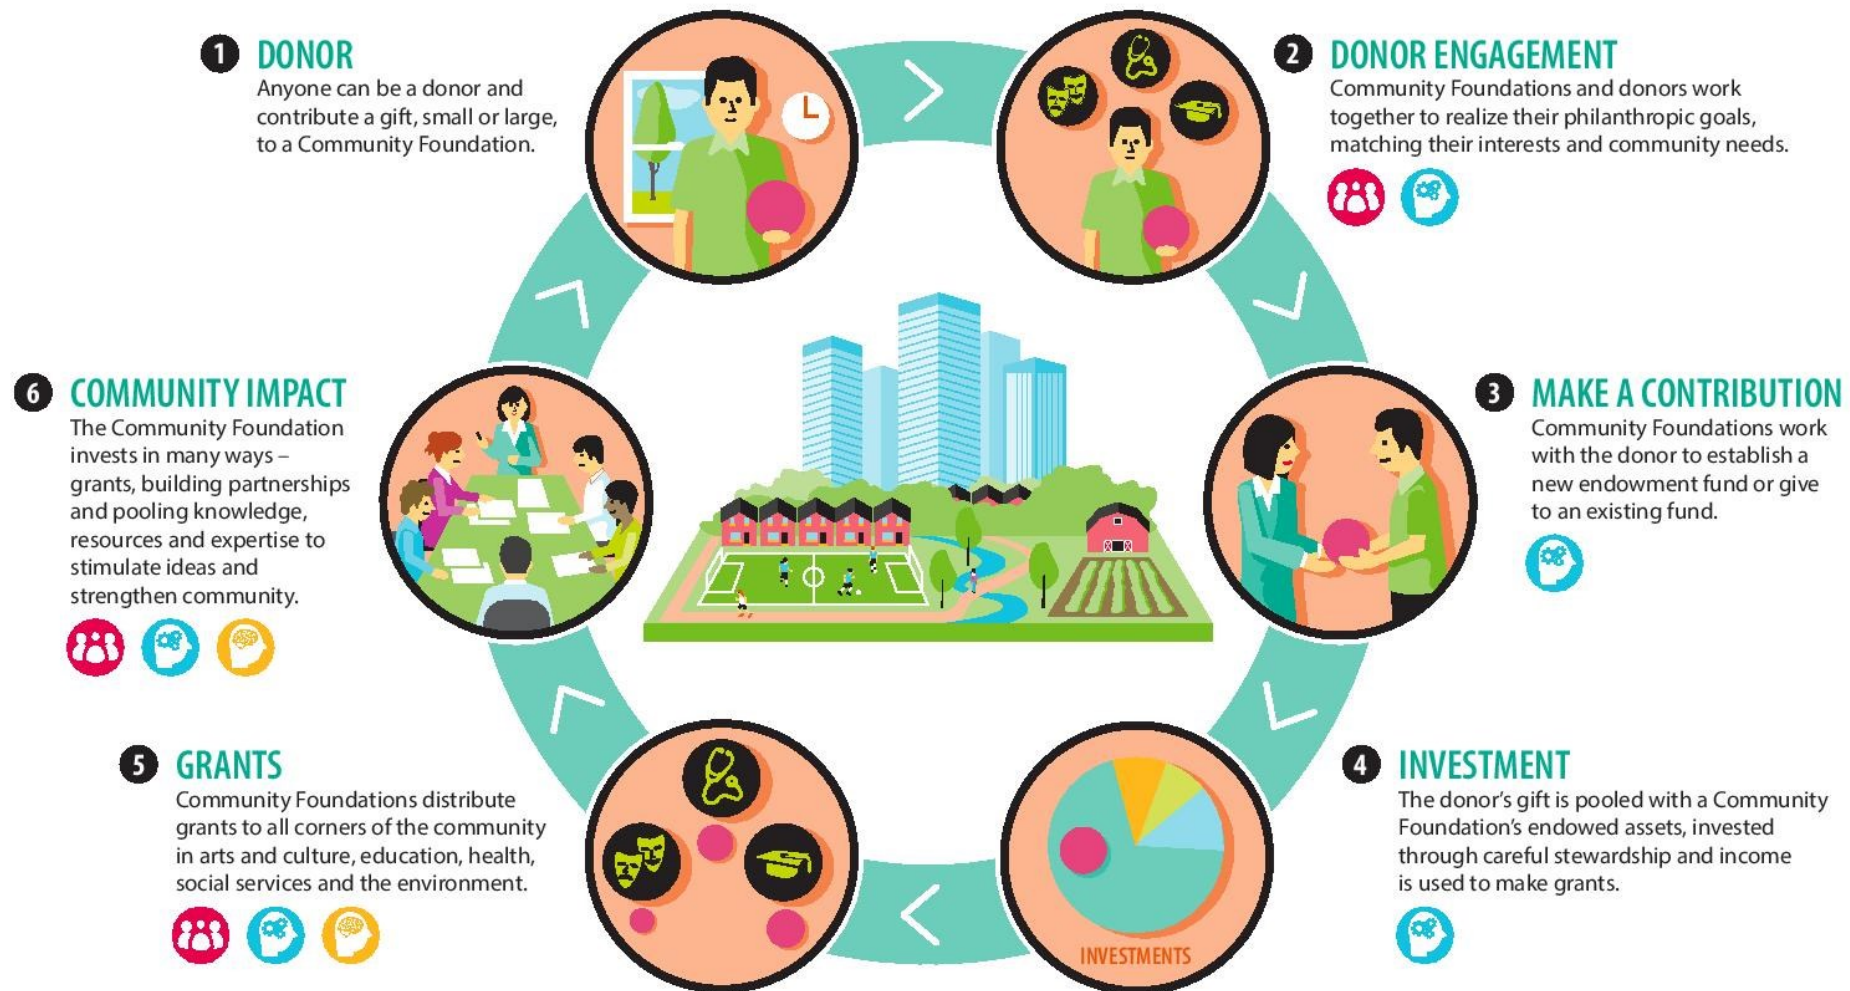 1 DONOR
Anyone can be a donor and
contribute a gift, small or large,
to a Community Foundation.
2 DONOR ENGAGEMENT
Community Foundations and donors work
together to realize their philanthropic goals,
matching their interests and community needs.
3 MAKE A CONTRIBUTION
Community Foundations work
with the donor to establish a
new endowment fund or give
to an existing fund.
4 INVESTMENT
The donor's gift is pooled with a Community
Foundation's endowed assets, invested
through careful stewardship and income
is used to make grants.
INVESTMENTS
5 GRANTS
Community Foundations distribute
grants to all corners of the community
in arts and culture, education, health,
social services and the environment.
6 COMMUNITY IMPACT
The Community Foundation
invests in many ways –
grants, building partnerships
and pooling knowledge,
resources and expertise to
stimulate ideas and
strengthen community.